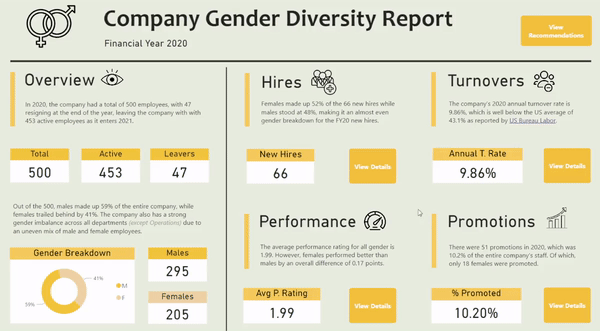 Company Gender Diversity Report
Financial Year 2020
View
Recommendations
Overview
In 2020, the company had a total of 500 employees, with 47
resigning at the end of the year, leaving the company with with
453 active employees as it enters 2021.
Total
500
Active
453
Leavers
47
Out of the 500, males made up 59% of the entire company, while
females trailed behind by 41%. The company also has a strong
gender imbalance across all departments (except Operations) due to
an uneven mix of male and female employees.
Gender Breakdown
41%
59%
M
F
Males
295
Females
205
Hires
Females made up 52% of the 66 new hires while
males stood at 48%, making it an almost even
gender breakdown for the FY20 new hires.
New Hires
66
View Details
Turnovers
The company's 2020 annual turnover rate is
9.86%, which is well below the US average of
43.1% as reported by US Bureau Labor.
Annual T. Rate
9.86%
View Details
Performance
The average performance rating for all gender is
1.99. However, females performed better than
males by an overall difference of 0.17 points.
Avg P. Rating
1.99
View Details
Promotions
There were 51 promotions in 2020, which was
10.2% of the entire company's staff. Of which,
only 18 females were promoted.
% Promoted
10.20%
View Details